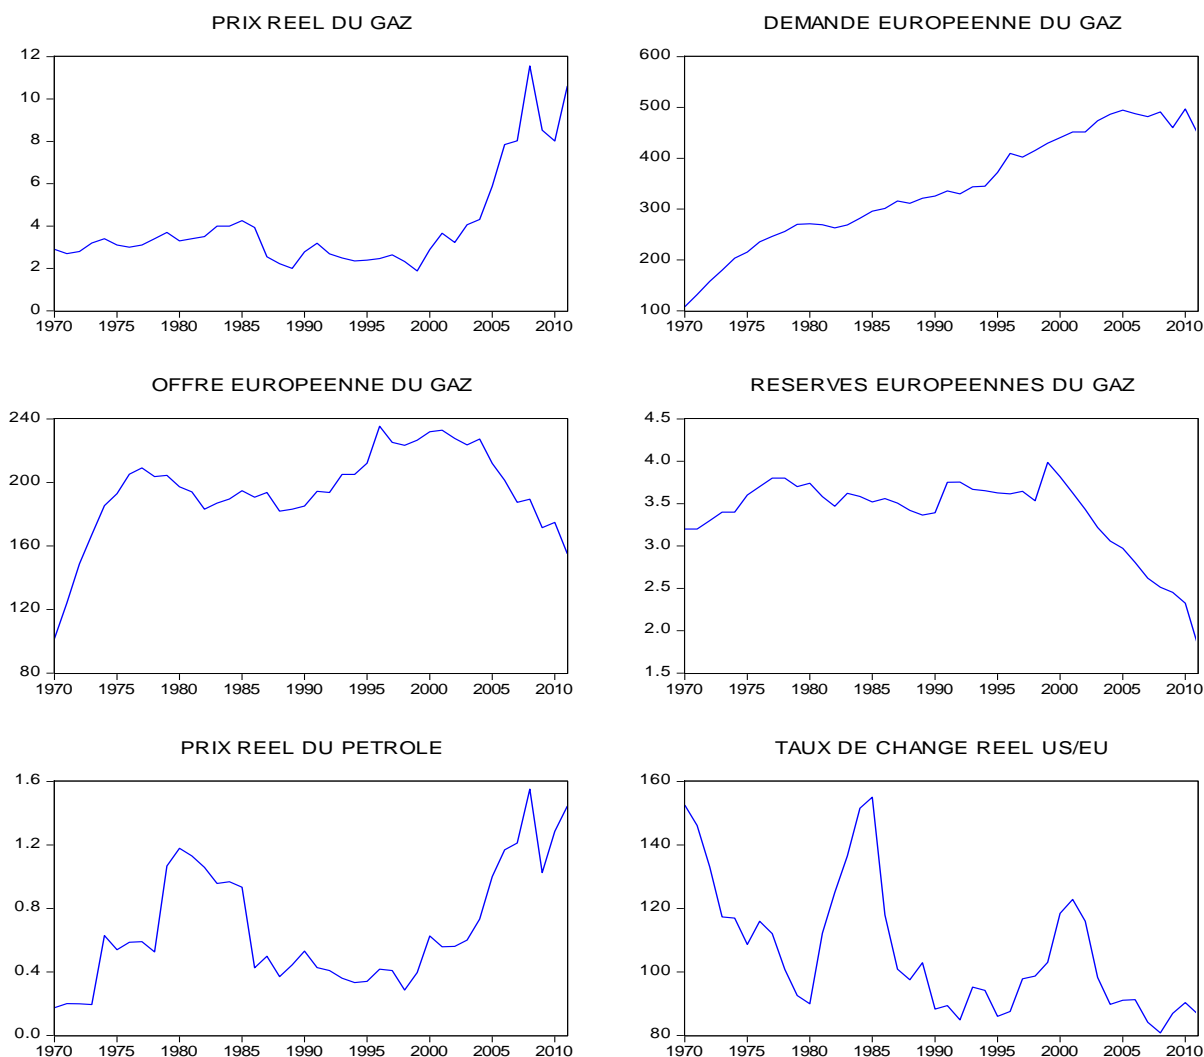 PRIX REEL DU GAZ
12
10
8
6
4
2
0
1970 1975 1980 1985 1990 1995 2000 2005 2010
DEMANDE EUROPEENNE DU GAZ
600
500
400
300
200
100
1970 1975 1980 1985 1990 1995 2000 2005 2010
OFFRE EUROPEENNE DU GAZ
240
200
160
120
80
1970 1975 1980 1985 1990 1995 2000 2005 2010
RESERVES EUROPEENNES DU GAZ
4.5
4.0
3.5
3.0
2.5
2.0
1.5
1970 1975 1980 1985 1990 1995 2000 2005 2010
PRIX REEL DU PETROLE
1.6
1.2
0.8
0.4
0.0
1970 1975 1980 1985 1990 1995 2000 2005 2010
TAUX DE CHANGE REEL US/EU
160
140
120
100
80
1970 1975 1980 1985 1990 1995 2000 2005 2010